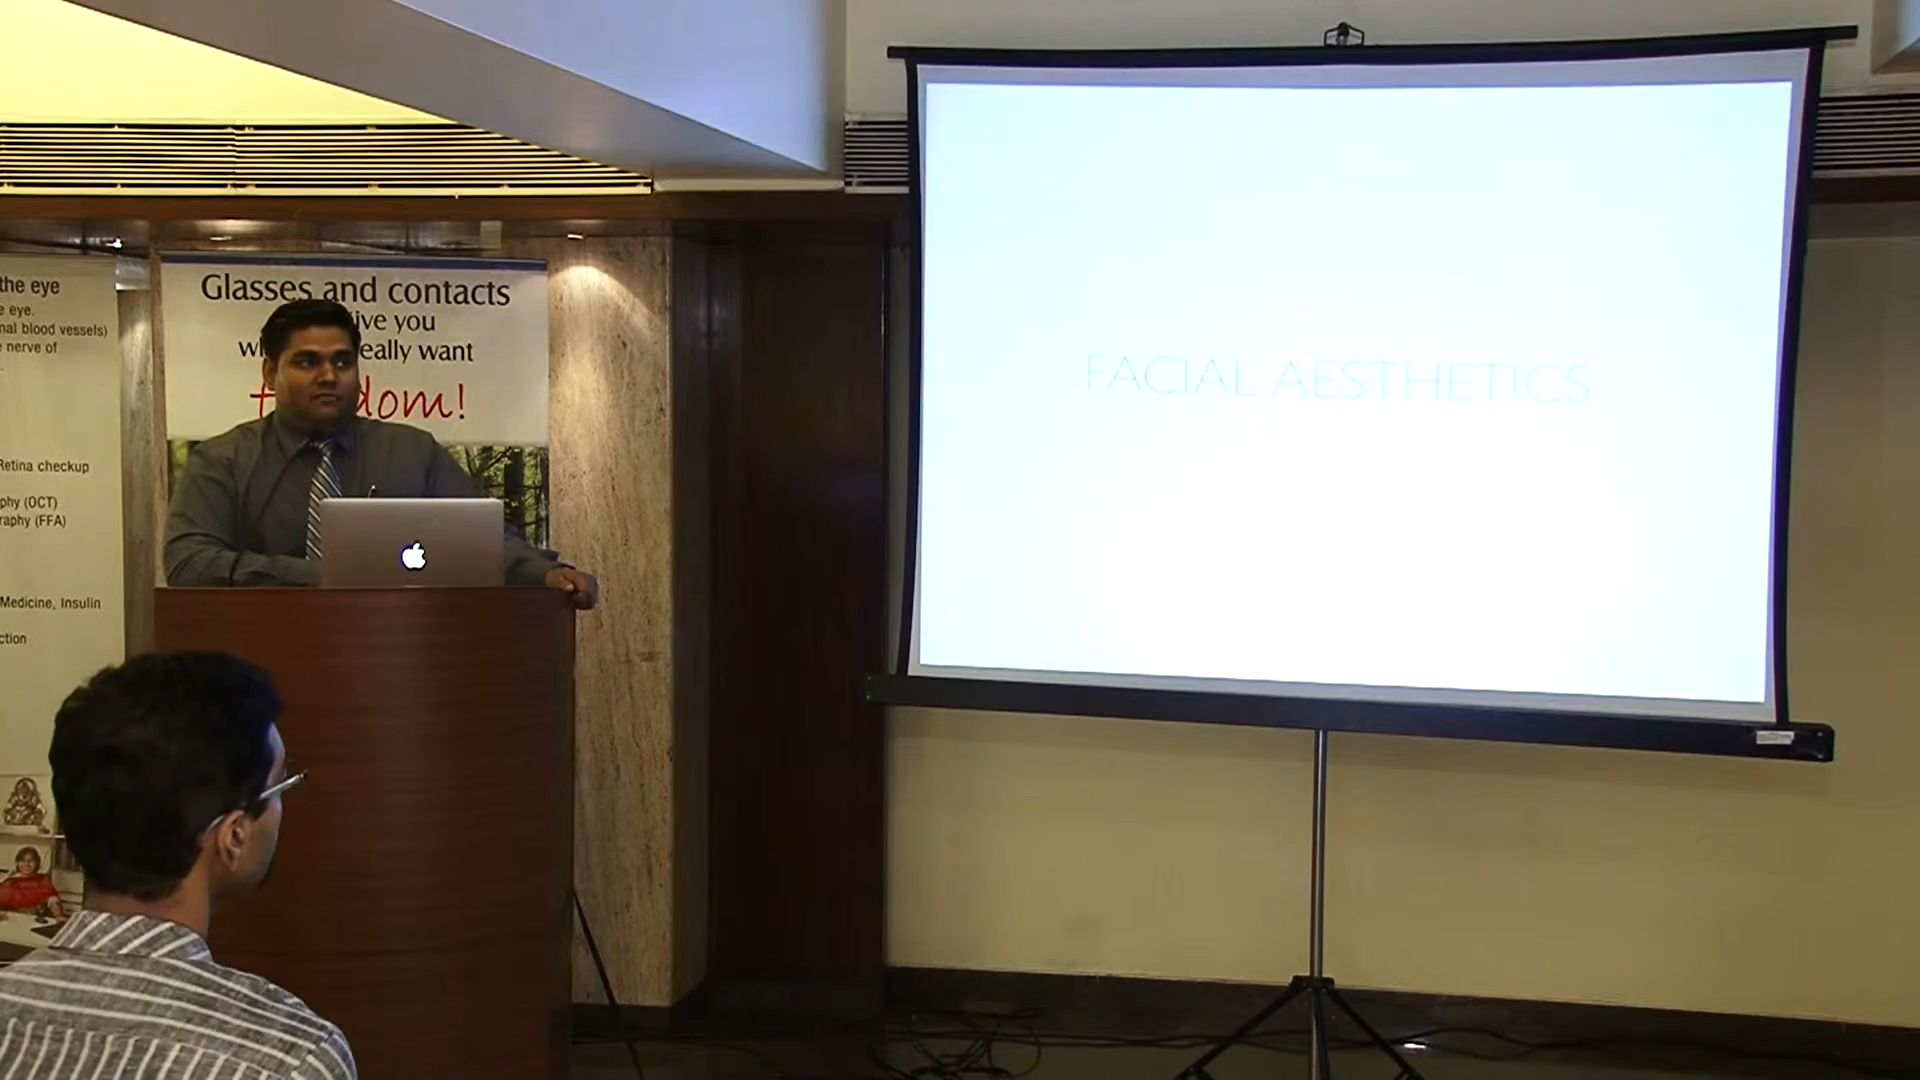 the eye
e eye.
nal blood vessels)
e nerve of
Retina checkup
phy (OCT)
raphy (FFA)
Medicine, Insulin
ction
Glasses and contacts
ive you
wh eally want
f dom!
FACIAL AESTHETICS